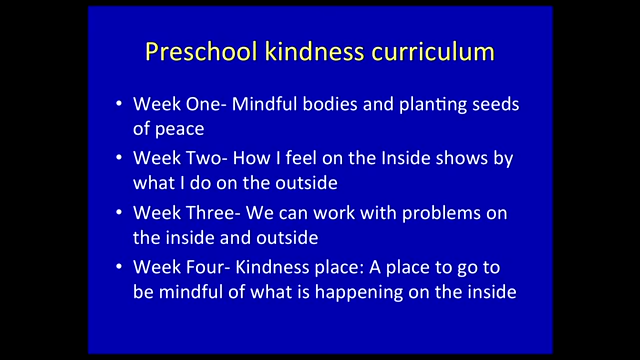 Preschool kindness curriculum
• Week One- Mindful bodies and planting seeds
of peace
• Week Two- How I feel on the Inside shows by
what I do on the outside
• Week Three- We can work with problems on
the inside and outside
• Week Four- Kindness place: A place to go to
be mindful of what is happening on the inside